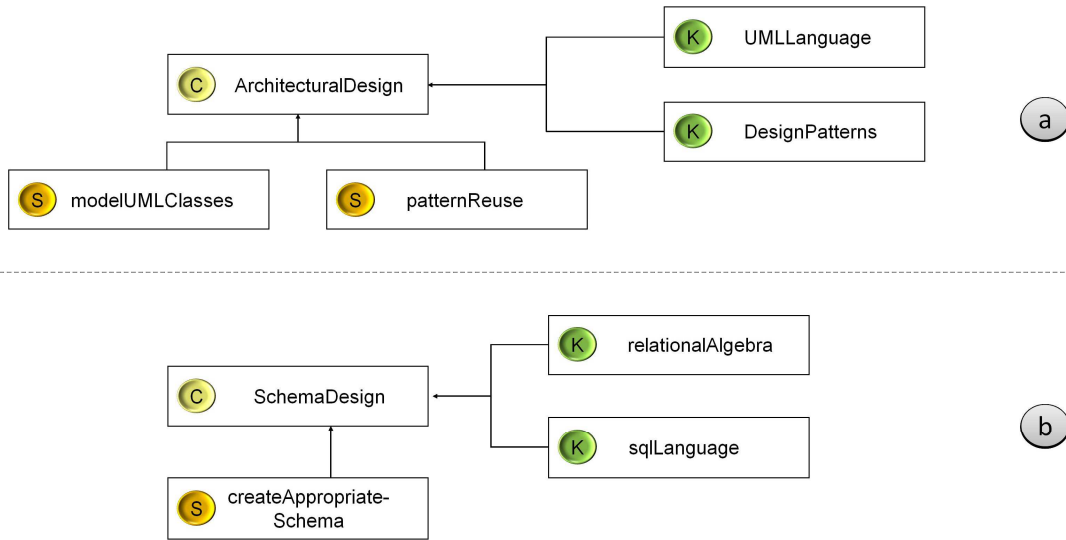 K UMLLanguage
C ArchitecturalDesign
K DesignPatterns
a
S modelUMLClasses
S patternReuse
K relationalAlgebra
C SchemaDesign
K sqlLanguage
b
S createAppropriate-
Schema